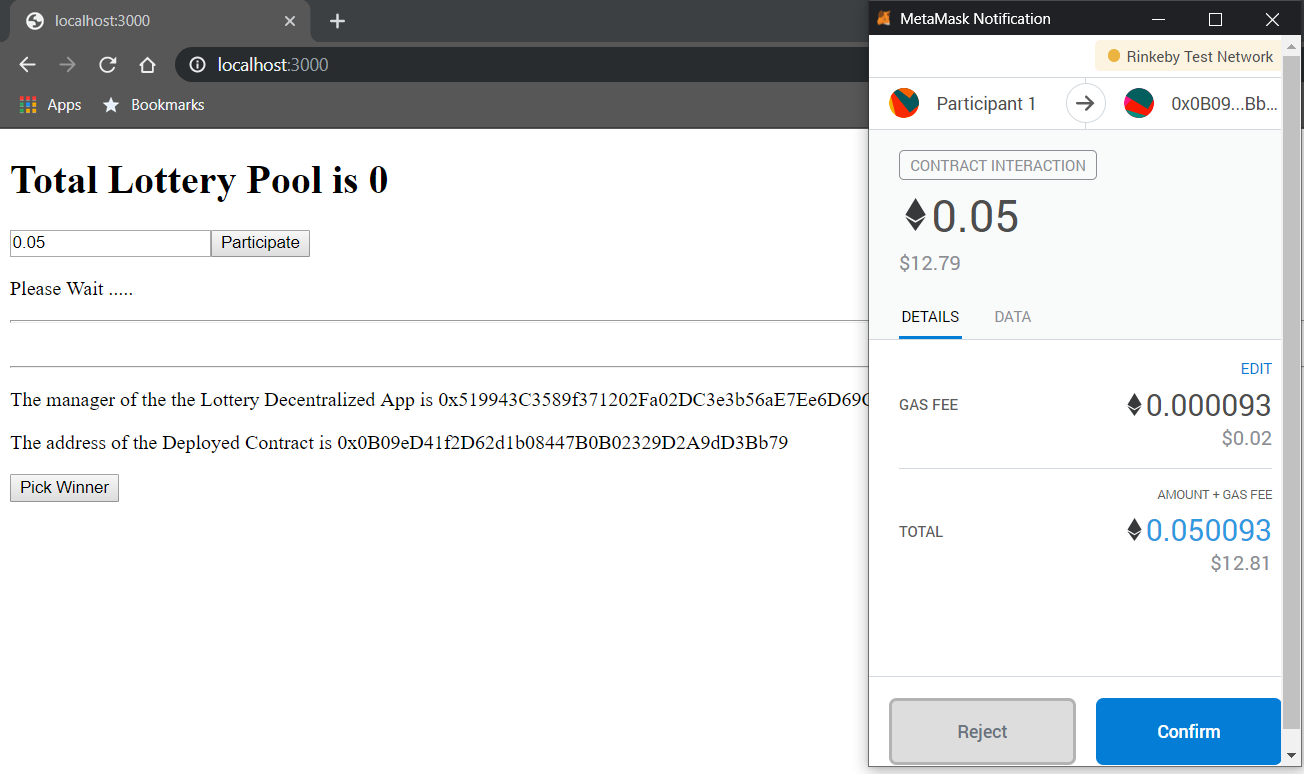 localhost:3000
localhost:3000
Apps Bookmarks
Total Lottery Pool is 0
0.05 Participate
Please Wait .....
The manager of the the Lottery Decentralized App is 0x519943C3589f371202Fa02DC3e3b56aE7Ee6D69C
The address of the Deployed Contract is 0x0B09eD41f2D62d1b08447B0B02329D2A9dD3Bb79
Pick Winner
MetaMask Notification
Rinkeby Test Network
Participant 1 0x0B09...Bb...
CONTRACT INTERACTION
0.05
$12.79
DETAILS DATA
EDIT
GAS FEE 0.000093
$0.02
AMOUNT + GAS FEE
TOTAL 0.050093
$12.81
Reject Confirm